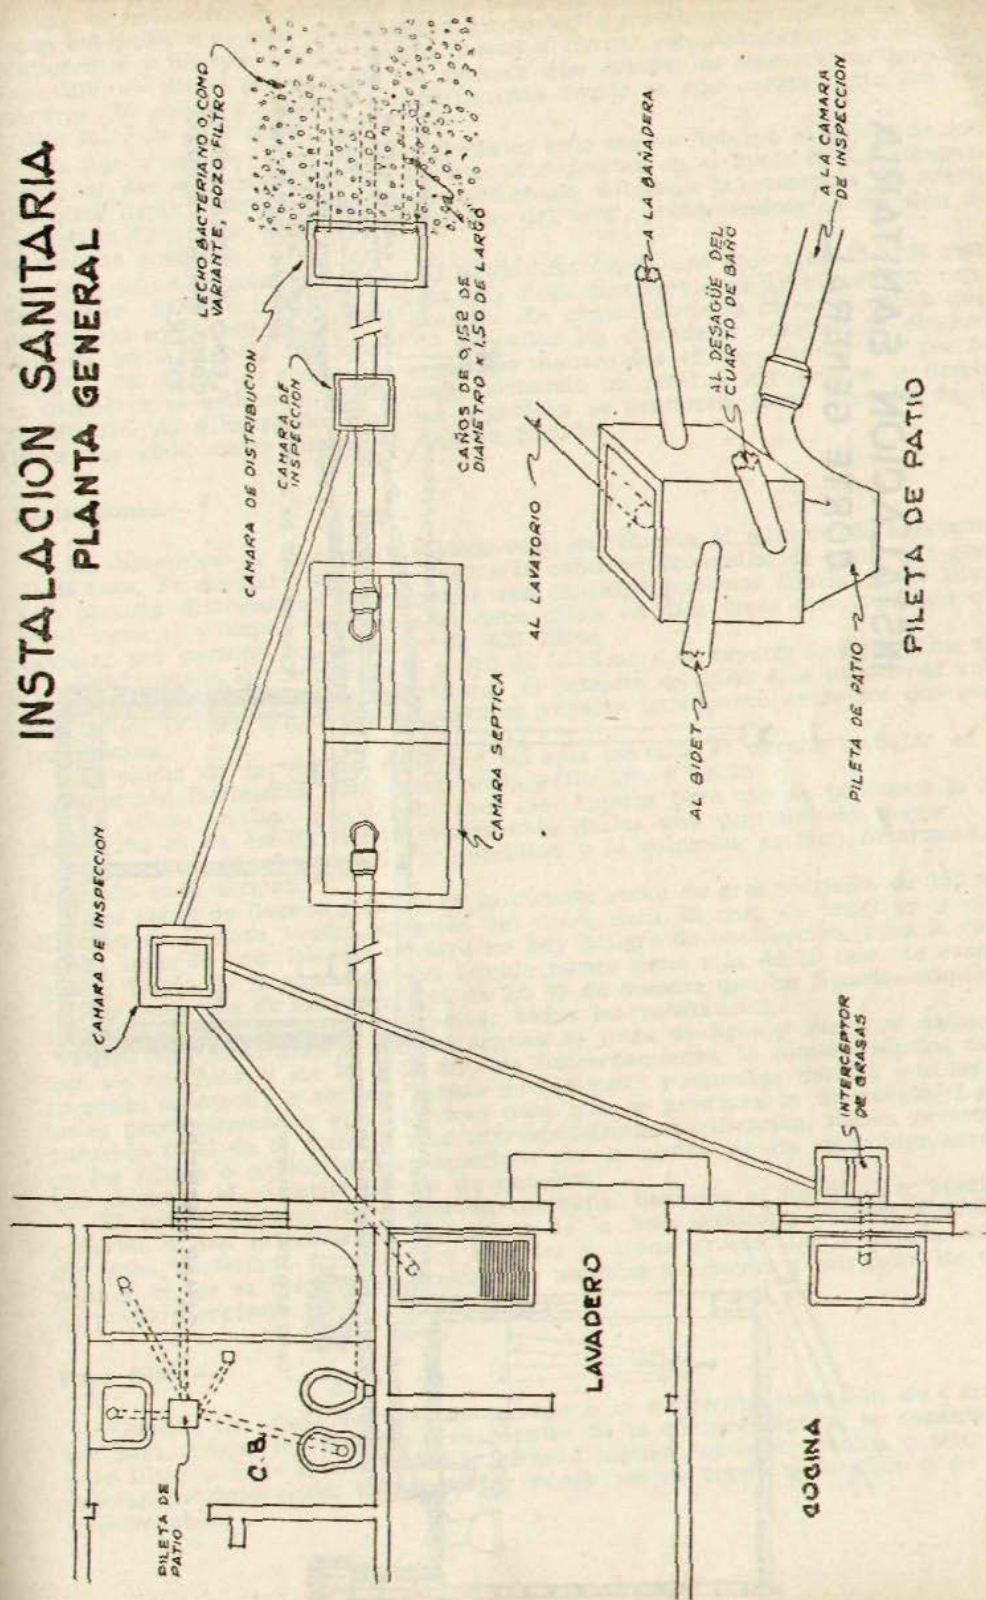 INSTALACION SANITARIA
PLANTA GENERAL
LECHO BACTERIANO O COMO
VARIANTE, POZO FILTRO
CAMARA DE DISTRIBUCION
CAMARA DE
INSPECCION
CAÑOS DE 0,152 DE
DIAMETRO x 1.50 DE LARGO
CAMARA DE INSPECCION
CAMARA SEPTICA
INTERCEPTOR
DE GRASAS
PILETA DE
PATIO
C.B.
LAVADERO
COCINA
AL LAVATORIO
A LA BAÑADERA
AL DESAGÜE DEL
CUARTO DE BAÑO
A LA CAMARA
DE INSPECCION
AL BIDET
PILETA DE PATIO
PILETA DE PATIO